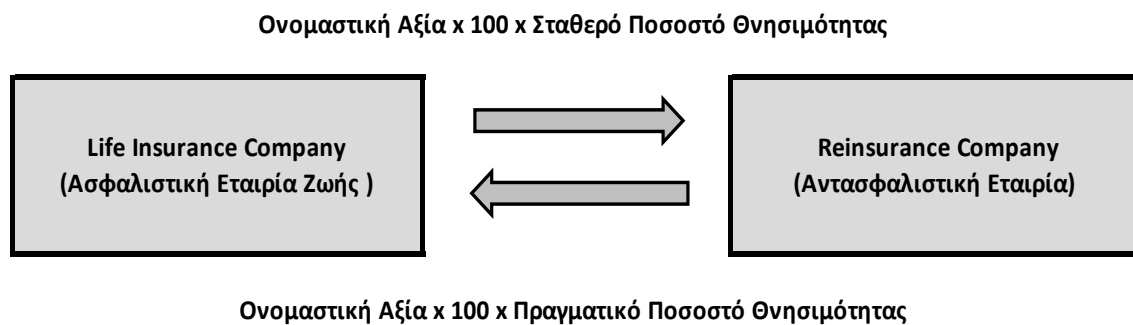 Ονομαστική Αξία x 100 x Σταθερό Ποσοστό Θνησιμότητας
Life Insurance Company
(Ασφαλιστική Εταιρία Ζωής )
Reinsurance Company
(Αντασφαλιστική Εταιρία)
Ονομαστική Αξία x 100 x Πραγματικό Ποσοστό Θνησιμότητας